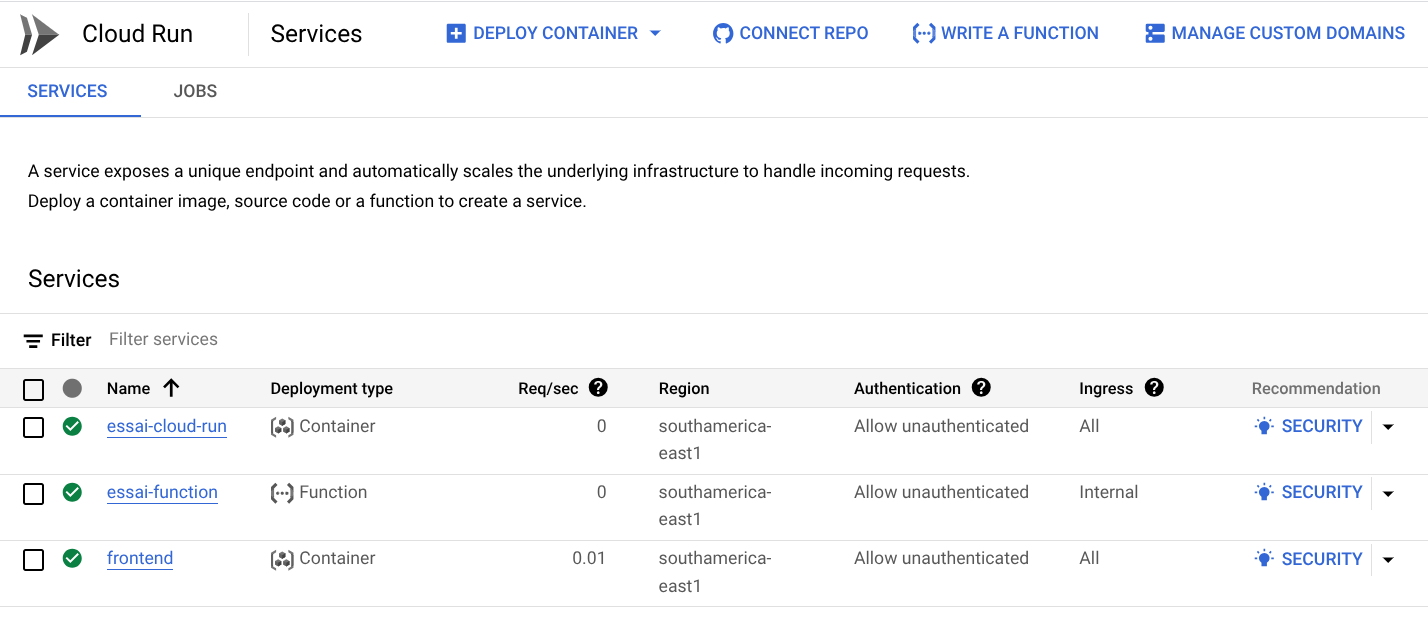 Cloud Run Services DEPLOY CONTAINER CONNECT REPO WRITE A FUNCTION MANAGE CUSTOM DOMAINS
SERVICES JOBS
A service exposes a unique endpoint and automatically scales the underlying infrastructure to handle incoming requests.
Deploy a container image, source code or a function to create a service.
Services
Filter Filter services
Name Deployment type Req/sec Region Authentication Ingress Recommendation
essai-cloud-run Container 0 southamerica- Allow unauthenticated All SECURITY
east1
essai-function Function 0 southamerica- Allow unauthenticated Internal SECURITY
east1
frontend Container 0.01 southamerica- Allow unauthenticated All SECURITY
east1